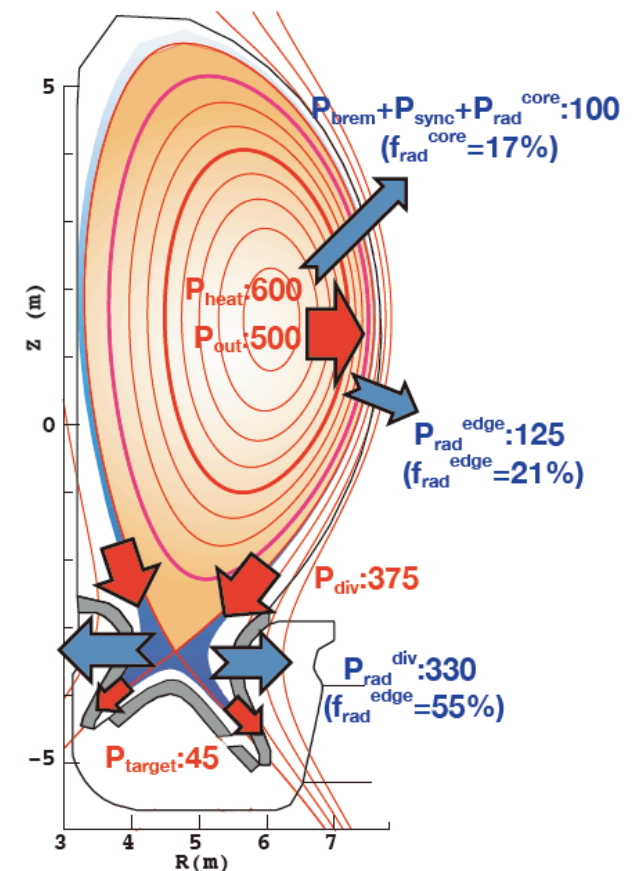 5
P_brem+P_sync+P_rad^core:100
(f_rad^core=17%)
P_heat:600
P_out:500
Z (m)
0
P_rad^edge:125
(f_rad^edge=21%)
P_div:375
P_rad^div:330
(f_rad^edge=55%)
P_target:45
-5
3 4 5 6 7
R(m)